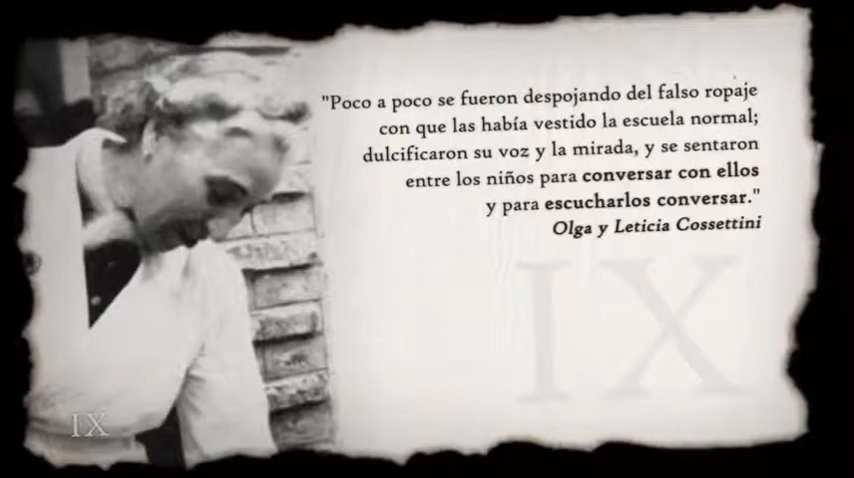 "Poco a poco se fueron despojando del falso ropaje
con que las había vestido la escuela normal;
dulcificaron su voz y la mirada, y se sentaron
entre los niños para conversar con ellos
y para escucharlos conversar."
Olga y Leticia Cossettini
IX
IX